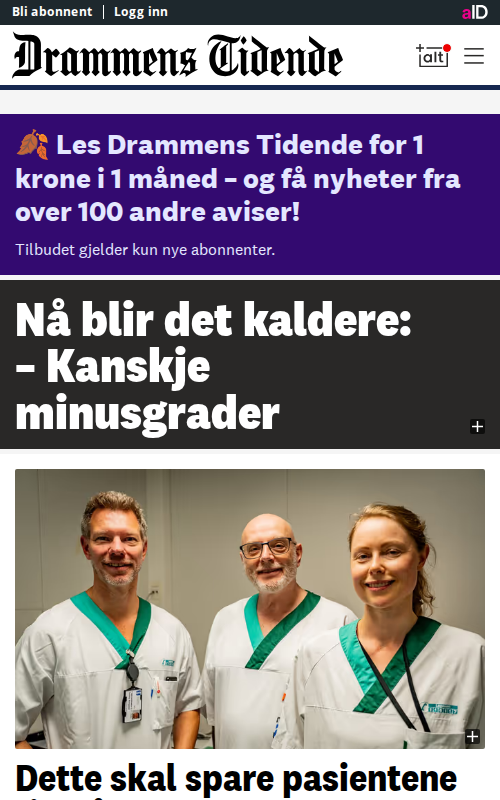 Bli abonnent | Logg inn
aID
Drammens Tidende
+alt
🍂 Les Drammens Tidende for 1
krone i 1 måned – og få nyheter fra
over 100 andre aviser!
Tilbudet gjelder kun nye abonnenter.
Nå blir det kaldere:
– Kanskje
minusgrader
Dette skal spare pasientene